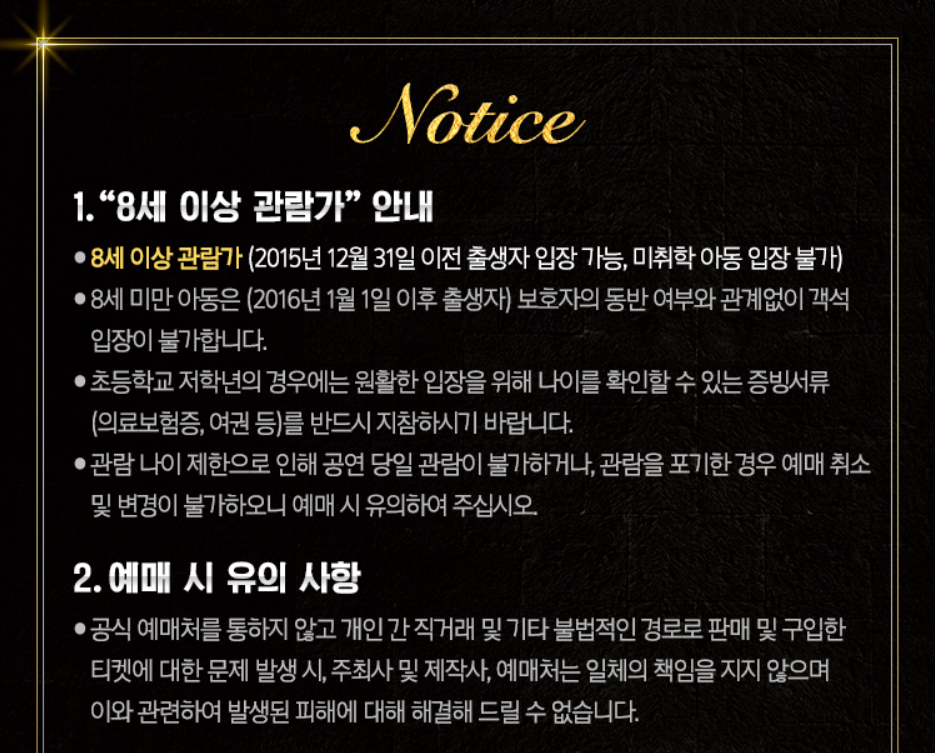 Notice
1. “8세 이상 관람가” 안내
● 8세 이상 관람가 (2015년 12월 31일 이전 출생자 입장 가능, 미취학 아동 입장 불가)
● 8세 미만 아동은 (2016년 1월 1일 이후 출생자) 보호자의 동반 여부와 관계없이 객석
입장이 불가합니다.
● 초등학교 저학년의 경우에는 원활한 입장을 위해 나이를 확인할 수 있는 증빙서류
(의료보험증, 여권 등)를 반드시 지참하시기 바랍니다.
● 관람 나이 제한으로 인해 공연 당일 관람이 불가하거나, 관람을 포기한 경우 예매 취소
및 변경이 불가하오니 예매 시 유의하여 주십시오.
2. 예매 시 유의 사항
● 공식 예매처를 통하지 않고 개인 간 직거래 및 기타 불법적인 경로로 판매 및 구입한
티켓에 대한 문제 발생 시, 주최사 및 제작사, 예매처는 일체의 책임을 지지 않으며
이와 관련하여 발생된 피해에 대해 해결해 드릴 수 없습니다.